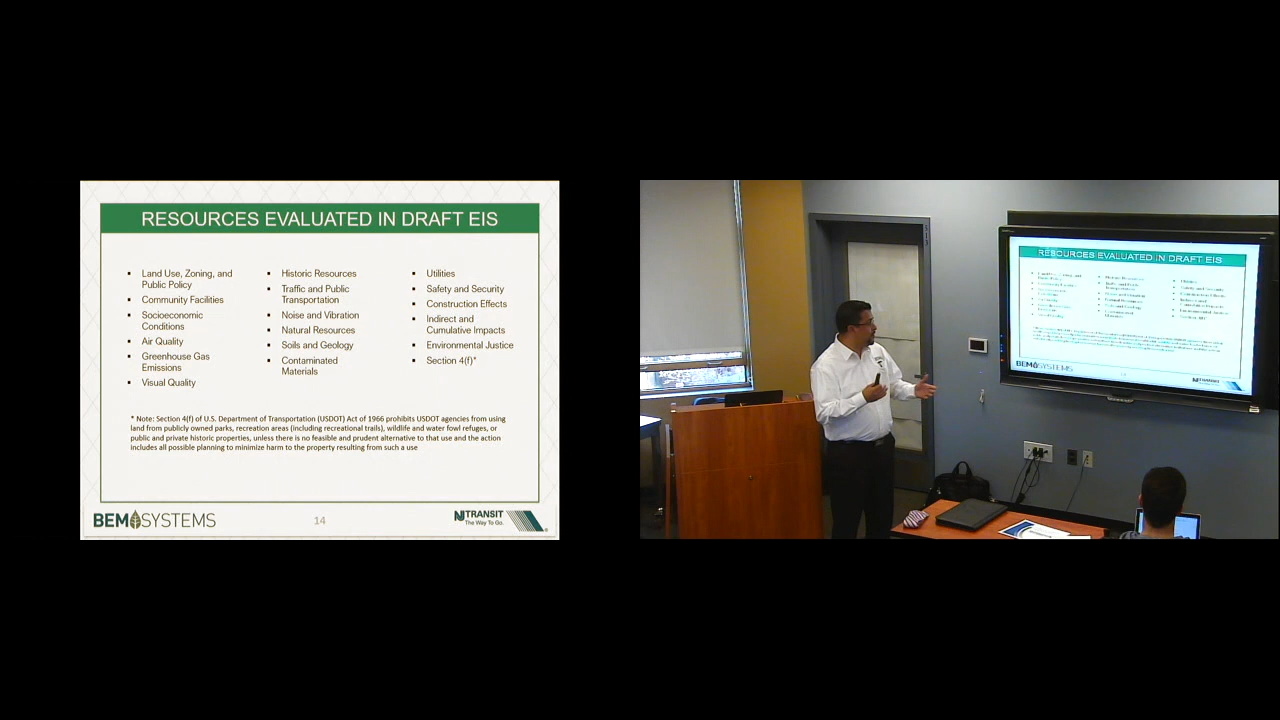 RESOURCES EVALUATED IN DRAFT EIS
▪ Land Use, Zoning, and
Public Policy
▪ Community Facilities
▪ Socioeconomic
Conditions
▪ Air Quality
▪ Greenhouse Gas
Emissions
▪ Visual Quality
▪ Historic Resources
▪ Traffic and Public
Transportation
▪ Noise and Vibration
▪ Natural Resources
▪ Soils and Geology
▪ Contaminated
Materials
▪ Utilities
▪ Safety and Security
▪ Construction Effects
▪ Indirect and
Cumulative Impacts
▪ Environmental Justice
▪ Section 4(f)*
* Note: Section 4(f) of U.S. Department of Transportation (USDOT) Act of 1966 prohibits USDOT agencies from using
land from publicly owned parks, recreation areas (including recreational trails), wildlife and water fowl refuges, or
public and private historic properties, unless there is no feasible and prudent alternative to that use and the action
includes all possible planning to minimize harm to the property resulting from such a use
BEM SYSTEMS
14
NJ TRANSIT
The Way To Go.
RESOURCES EVALUATED IN DRAFT EIS
BEM SYSTEMS